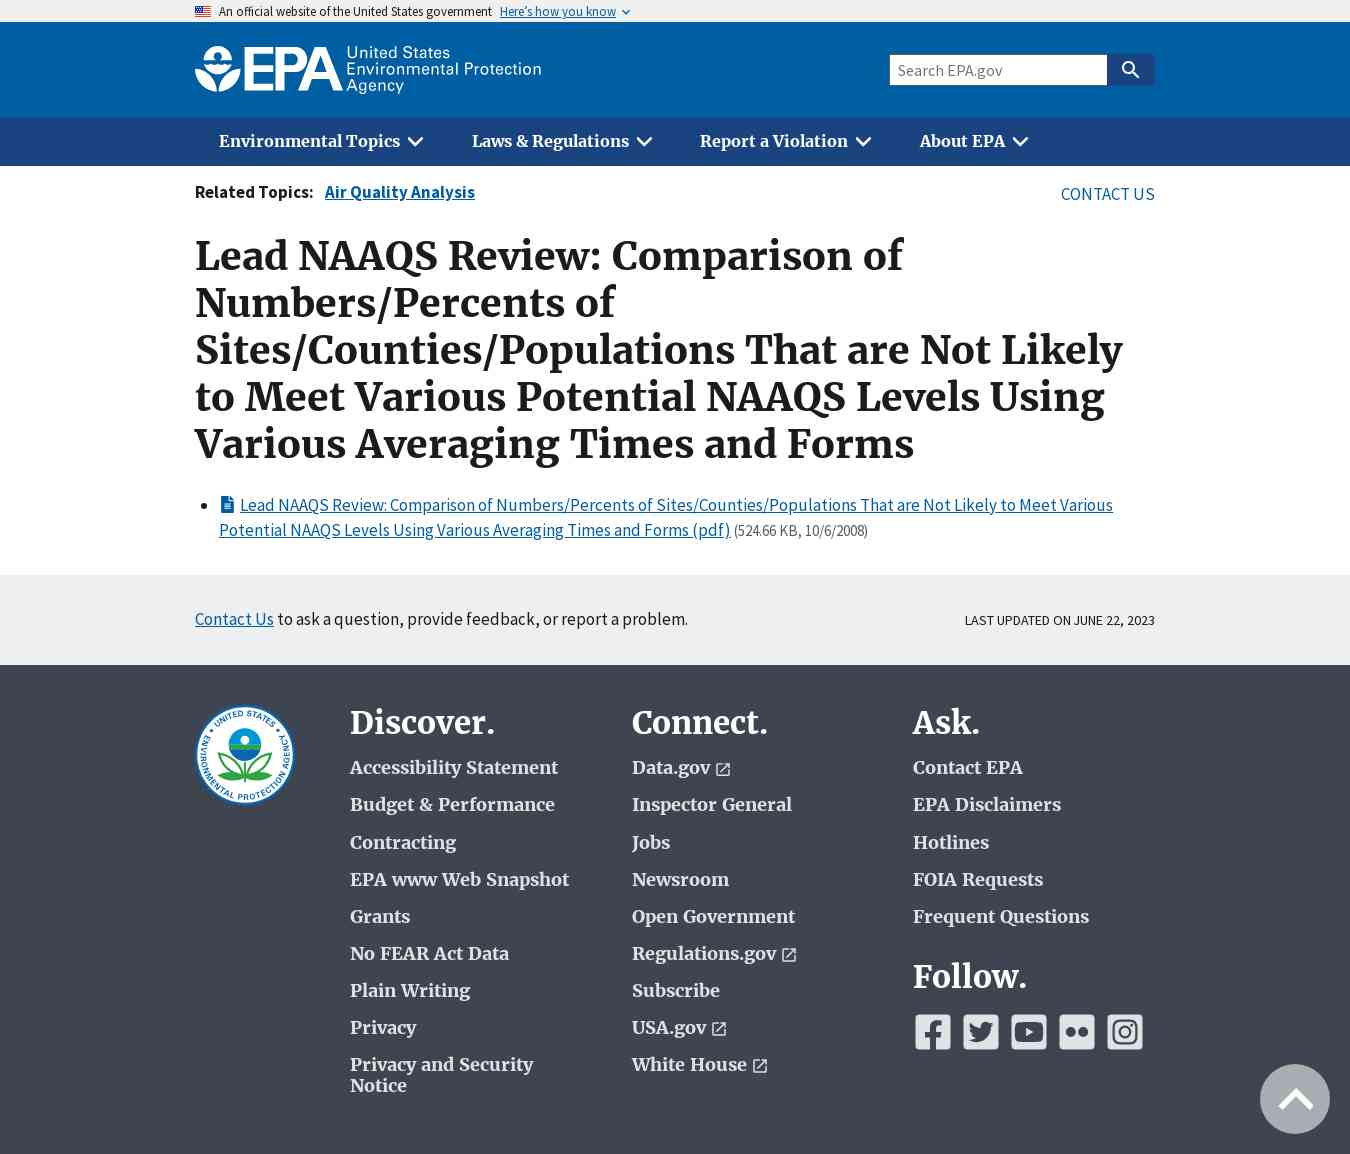 An official website of the United States government Here's how you know
EPA United States
Environmental Protection
Agency
Search EPA.gov
Environmental Topics Laws & Regulations Report a Violation About EPA
Related Topics: Air Quality Analysis CONTACT US
Lead NAAQS Review: Comparison of
Numbers/Percents of
Sites/Counties/Populations That are Not Likely
to Meet Various Potential NAAQS Levels Using
Various Averaging Times and Forms
Lead NAAQS Review: Comparison of Numbers/Percents of Sites/Counties/Populations That are Not Likely to Meet Various
Potential NAAQS Levels Using Various Averaging Times and Forms (pdf) (524.66 KB, 10/6/2008)
Contact Us to ask a question, provide feedback, or report a problem. LAST UPDATED ON JUNE 22, 2023
UNITED STATES
ENVIRONMENTAL PROTECTION AGENCY
Discover.
Accessibility Statement
Budget & Performance
Contracting
EPA www Web Snapshot
Grants
No FEAR Act Data
Plain Writing
Privacy
Privacy and Security
Notice
Connect.
Data.gov
Inspector General
Jobs
Newsroom
Open Government
Regulations.gov
Subscribe
USA.gov
White House
Ask.
Contact EPA
EPA Disclaimers
Hotlines
FOIA Requests
Frequent Questions
Follow.